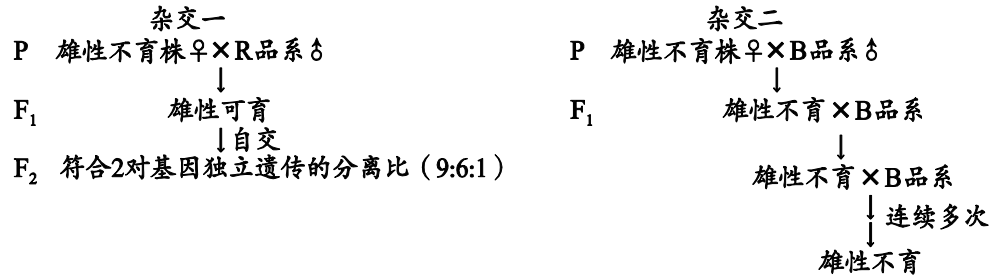 杂交一
P 雄性不育株♀×R品系♂
F₁ 雄性可育
自交
F₂ 符合2对基因独立遗传的分离比（9:6:1）
杂交二
P 雄性不育株♀×B品系♂
F₁ 雄性不育×B品系
雄性不育×B品系
连续多次
雄性不育